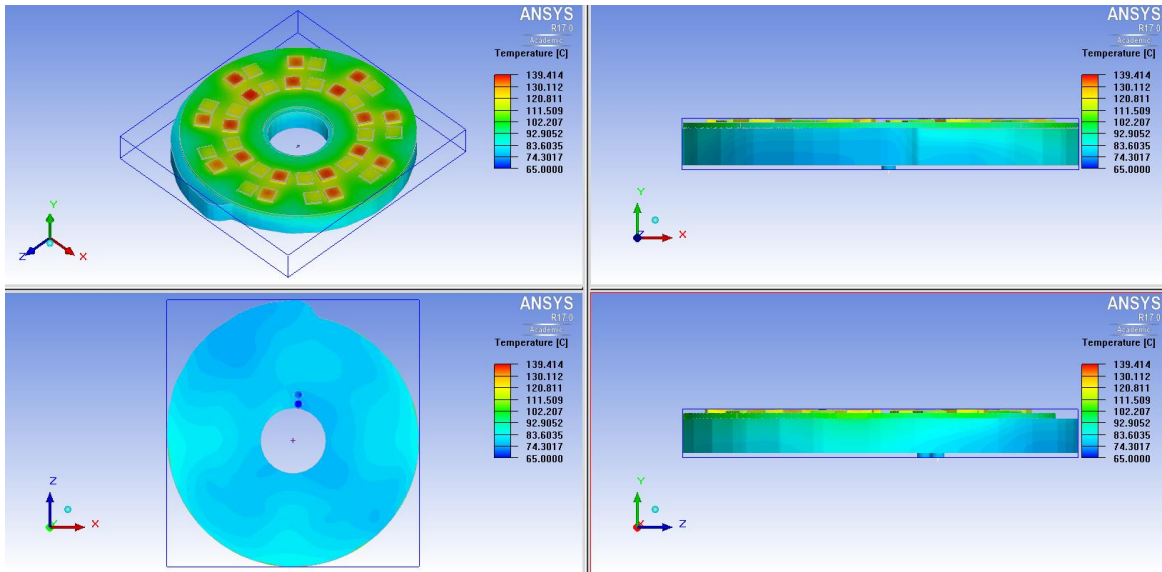 ANSYS
R17.0
Academic
Temperature [C]
139.414
130.112
120.811
111.509
102.207
92.9052
83.6035
74.3017
65.0000
Y
Z
X
ANSYS
R17.0
Academic
Temperature [C]
139.414
130.112
120.811
111.509
102.207
92.9052
83.6035
74.3017
65.0000
Y
Z
X
ANSYS
R17.0
Academic
Temperature [C]
139.414
130.112
120.811
111.509
102.207
92.9052
83.6035
74.3017
65.0000
Z
Y
X
ANSYS
R17.0
Academic
Temperature [C]
139.414
130.112
120.811
111.509
102.207
92.9052
83.6035
74.3017
65.0000
Y
X
Z